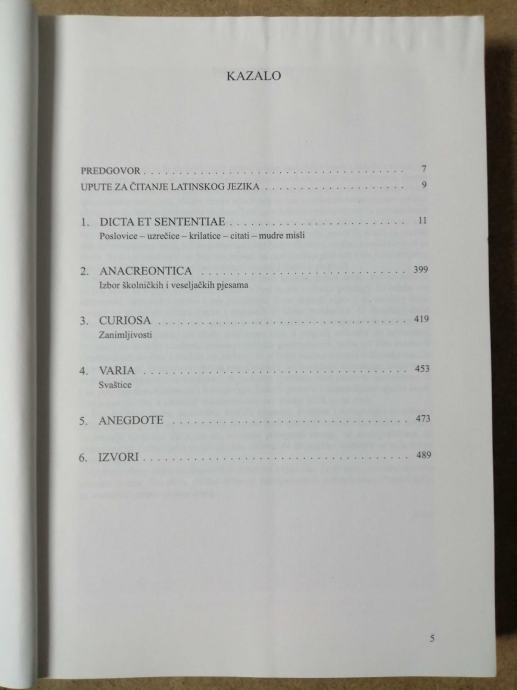 KAZALO
PREDGOVOR . . . . . . . . . . . . . . . . . . . . . . . . . . . . . . . . . . . . 7
UPUTE ZA ČITANJE LATINSKOG JEZIKA . . . . . . . . . . . . . . . . . . . . 9
1. DICTA ET SENTENTIAE . . . . . . . . . . . . . . . . . . . . . . . . . 11
Poslovice – uzrečice – krilatice – citati – mudre misli
2. ANACREONTICA . . . . . . . . . . . . . . . . . . . . . . . . . . . . 399
Izbor školničkih i veseljačkih pjesama
3. CURIOSA . . . . . . . . . . . . . . . . . . . . . . . . . . . . . . . . . 419
Zanimljivosti
4. VARIA . . . . . . . . . . . . . . . . . . . . . . . . . . . . . . . . . . . 453
Svaštice
5. ANEGDOTE . . . . . . . . . . . . . . . . . . . . . . . . . . . . . . . 473
6. IZVORI . . . . . . . . . . . . . . . . . . . . . . . . . . . . . . . . . . . 489
5